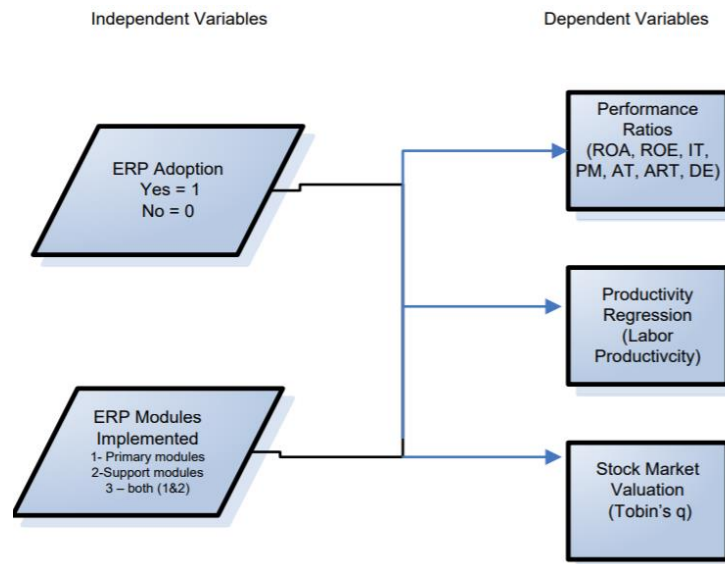 Independent Variables
Dependent Variables
ERP Adoption
Yes = 1
No = 0
ERP Modules
Implemented
1- Primary modules
2-Support modules
3 – both (1&2)
Performance
Ratios
(ROA, ROE, IT,
PM, AT, ART, DE)
Productivity
Regression
(Labor
Productivcity)
Stock Market
Valuation
(Tobin's q)